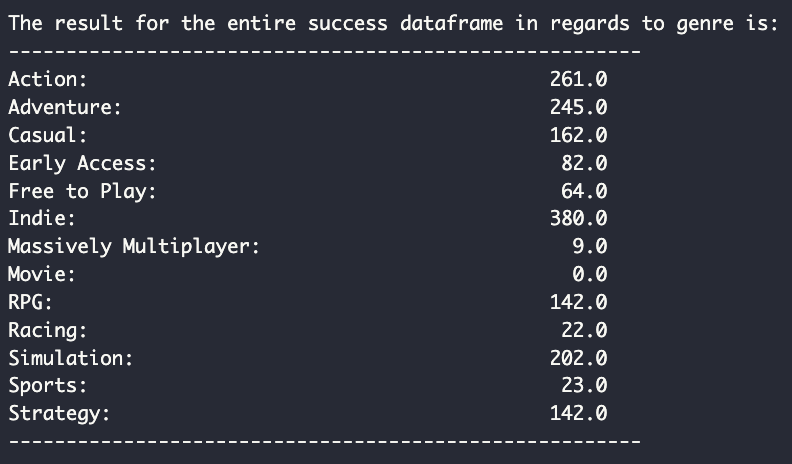 The result for the entire success dataframe in regards to genre is:
-------------------------------------------------------
Action:                                        261.0
Adventure:                                     245.0
Casual:                                        162.0
Early Access:                                   82.0
Free to Play:                                   64.0
Indie:                                         380.0
Massively Multiplayer:                           9.0
Movie:                                           0.0
RPG:                                           142.0
Racing:                                         22.0
Simulation:                                    202.0
Sports:                                         23.0
Strategy:                                      142.0
-------------------------------------------------------